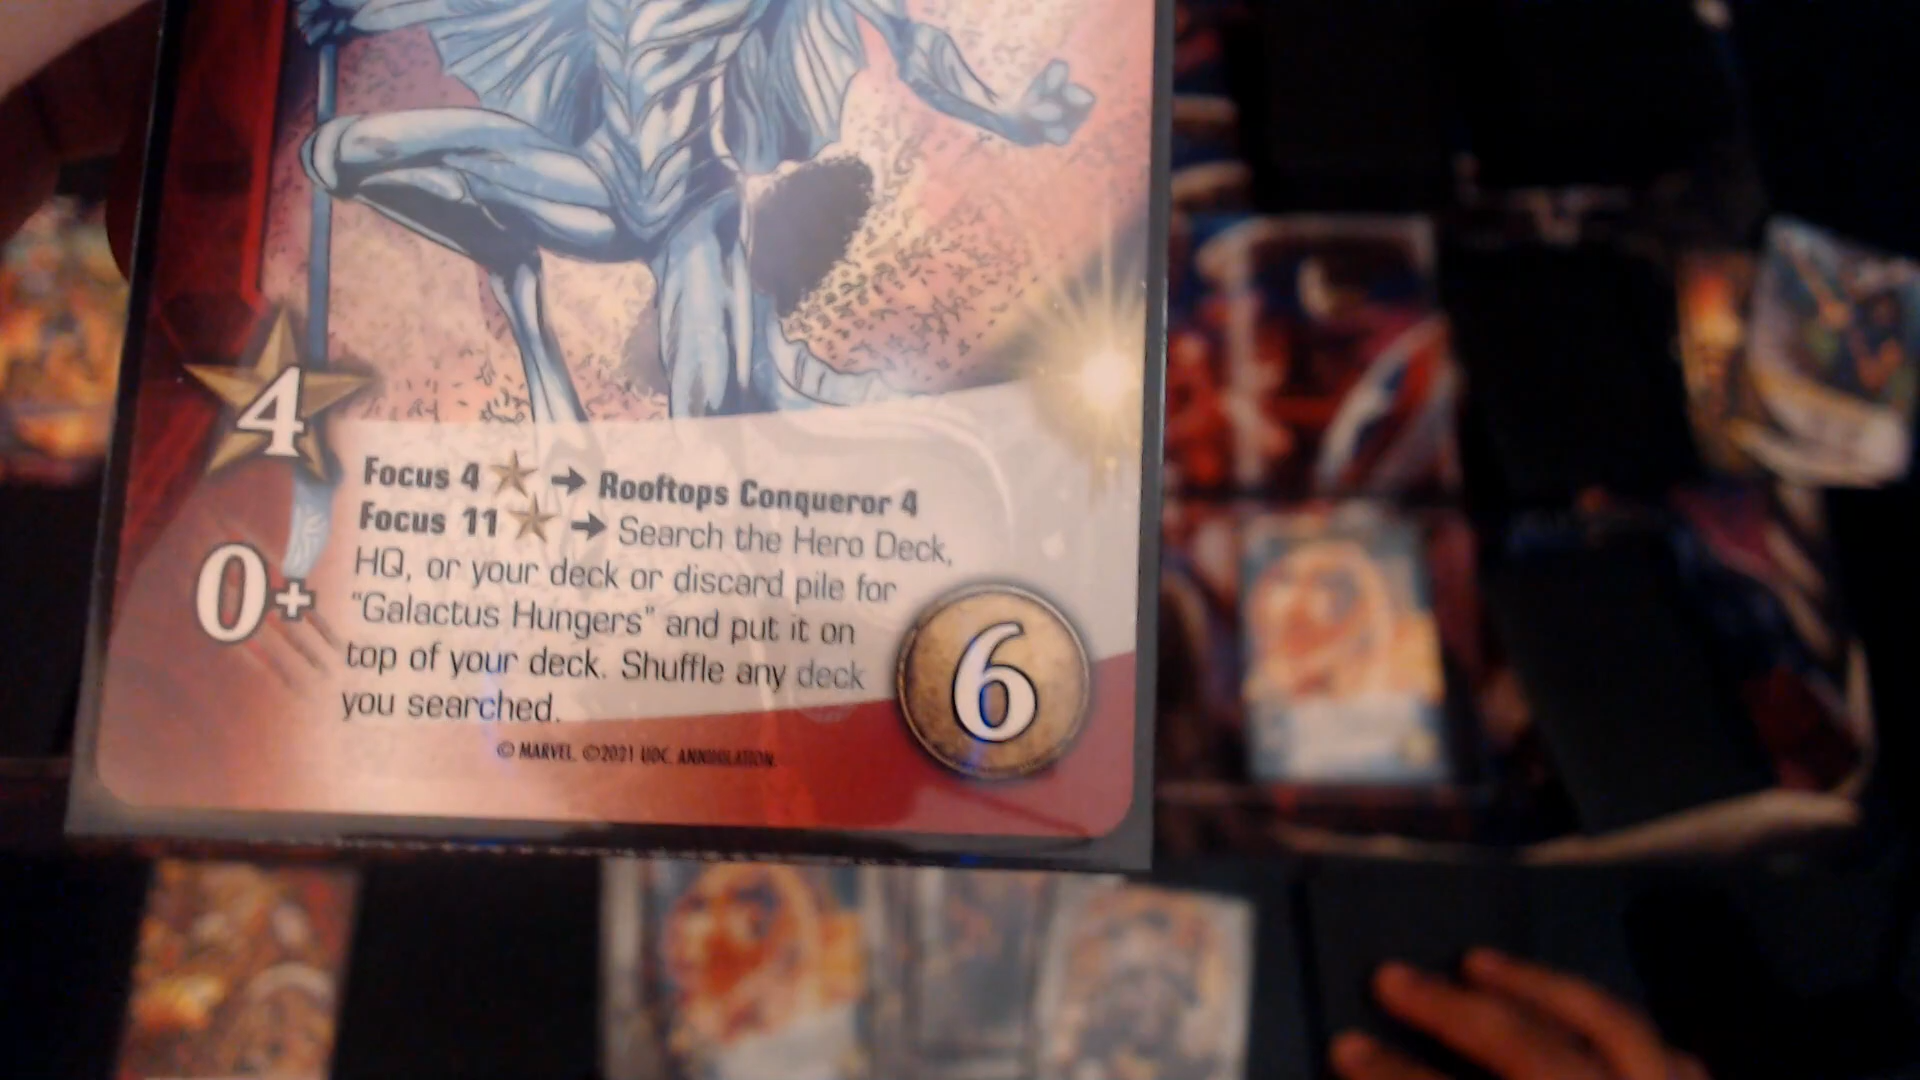 4
Focus 4 → Rooftops Conqueror 4
Focus 11 → Search the Hero Deck,
HQ, or your deck or discard pile for
"Galactus Hungers" and put it on
top of your deck. Shuffle any deck
you searched.
0+
6
© MARVEL. ©2021 UDC. ANNIHILATION.